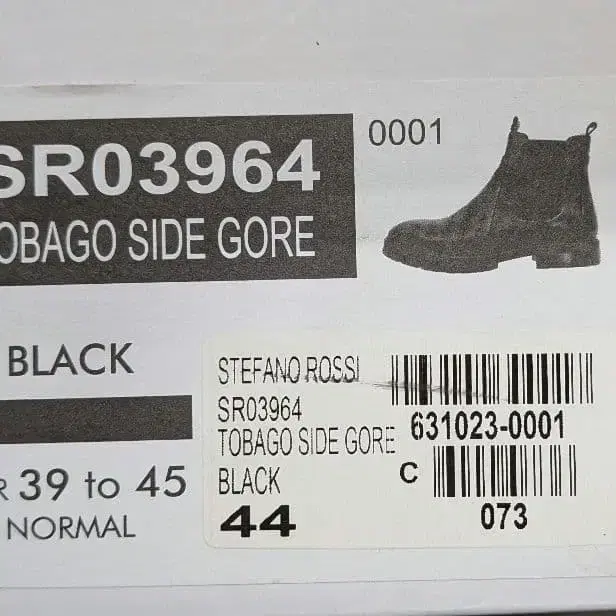 SR03964
0001
TOBAGO SIDE GORE
BLACK
39 to 45
NORMAL
STEFANO ROSSI
SR03964
TOBAGO SIDE GORE
BLACK
44
631023-0001
C
073